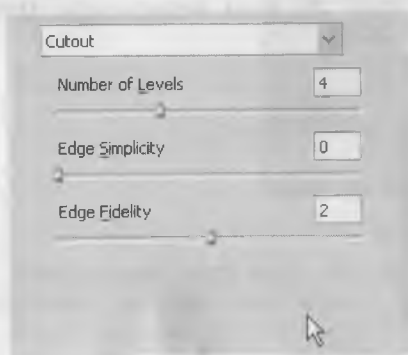 Cutout
Number of Levels 4
Edge Simplicity 0
Edge Fidelity 2